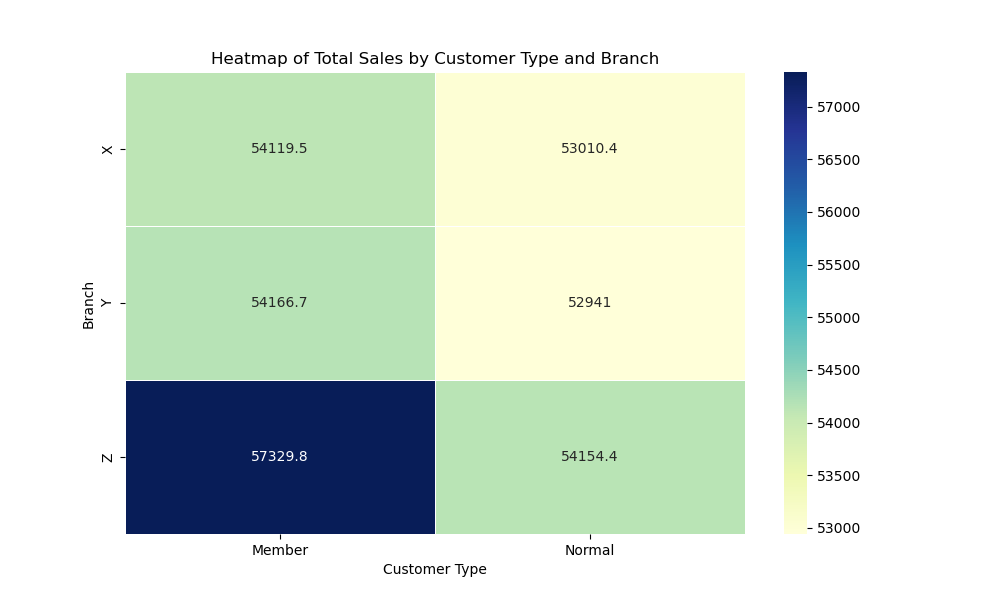 Heatmap of Total Sales by Customer Type and Branch
X
54119.5
53010.4
Y
54166.7
52941
Z
57329.8
54154.4
Branch
Member
Normal
Customer Type
57000
56500
56000
55500
55000
54500
54000
53500
53000